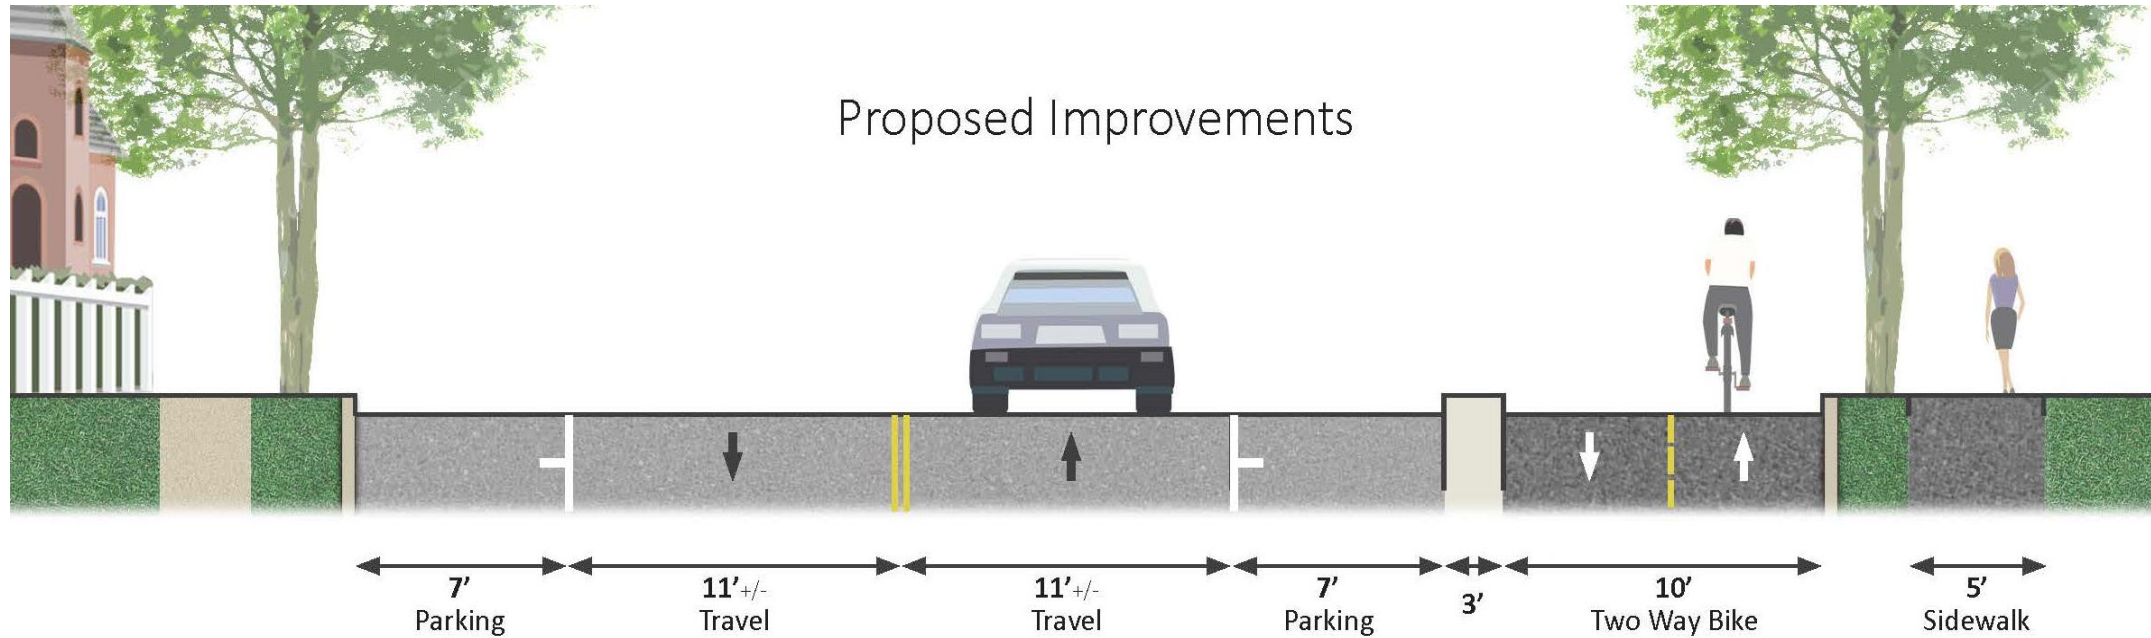 Proposed Improvements
7’
Parking
11’+/-
Travel
11’+/-
Travel
7’
Parking
3’
10’
Two Way Bike
5’
Sidewalk